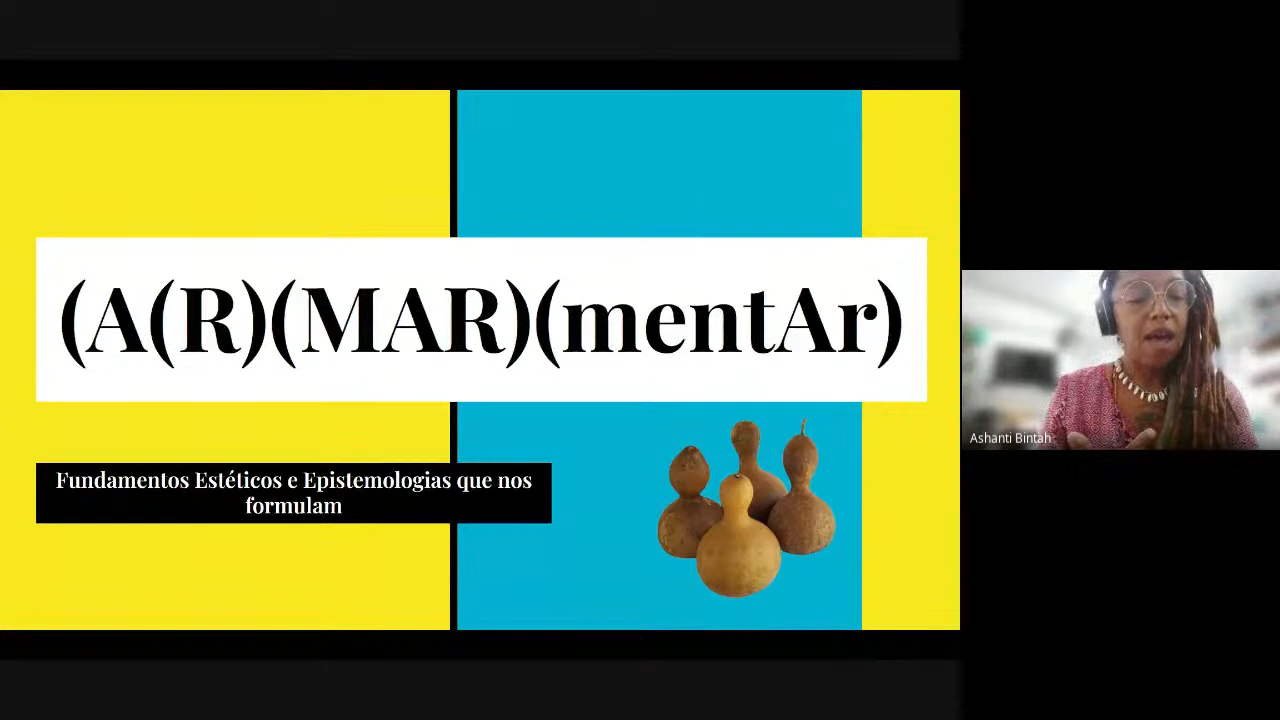 (A(R)(MAR)(mentAr)
Fundamentos Estéticos e Epistemologias que nos
formulam
Ashanti Bintah